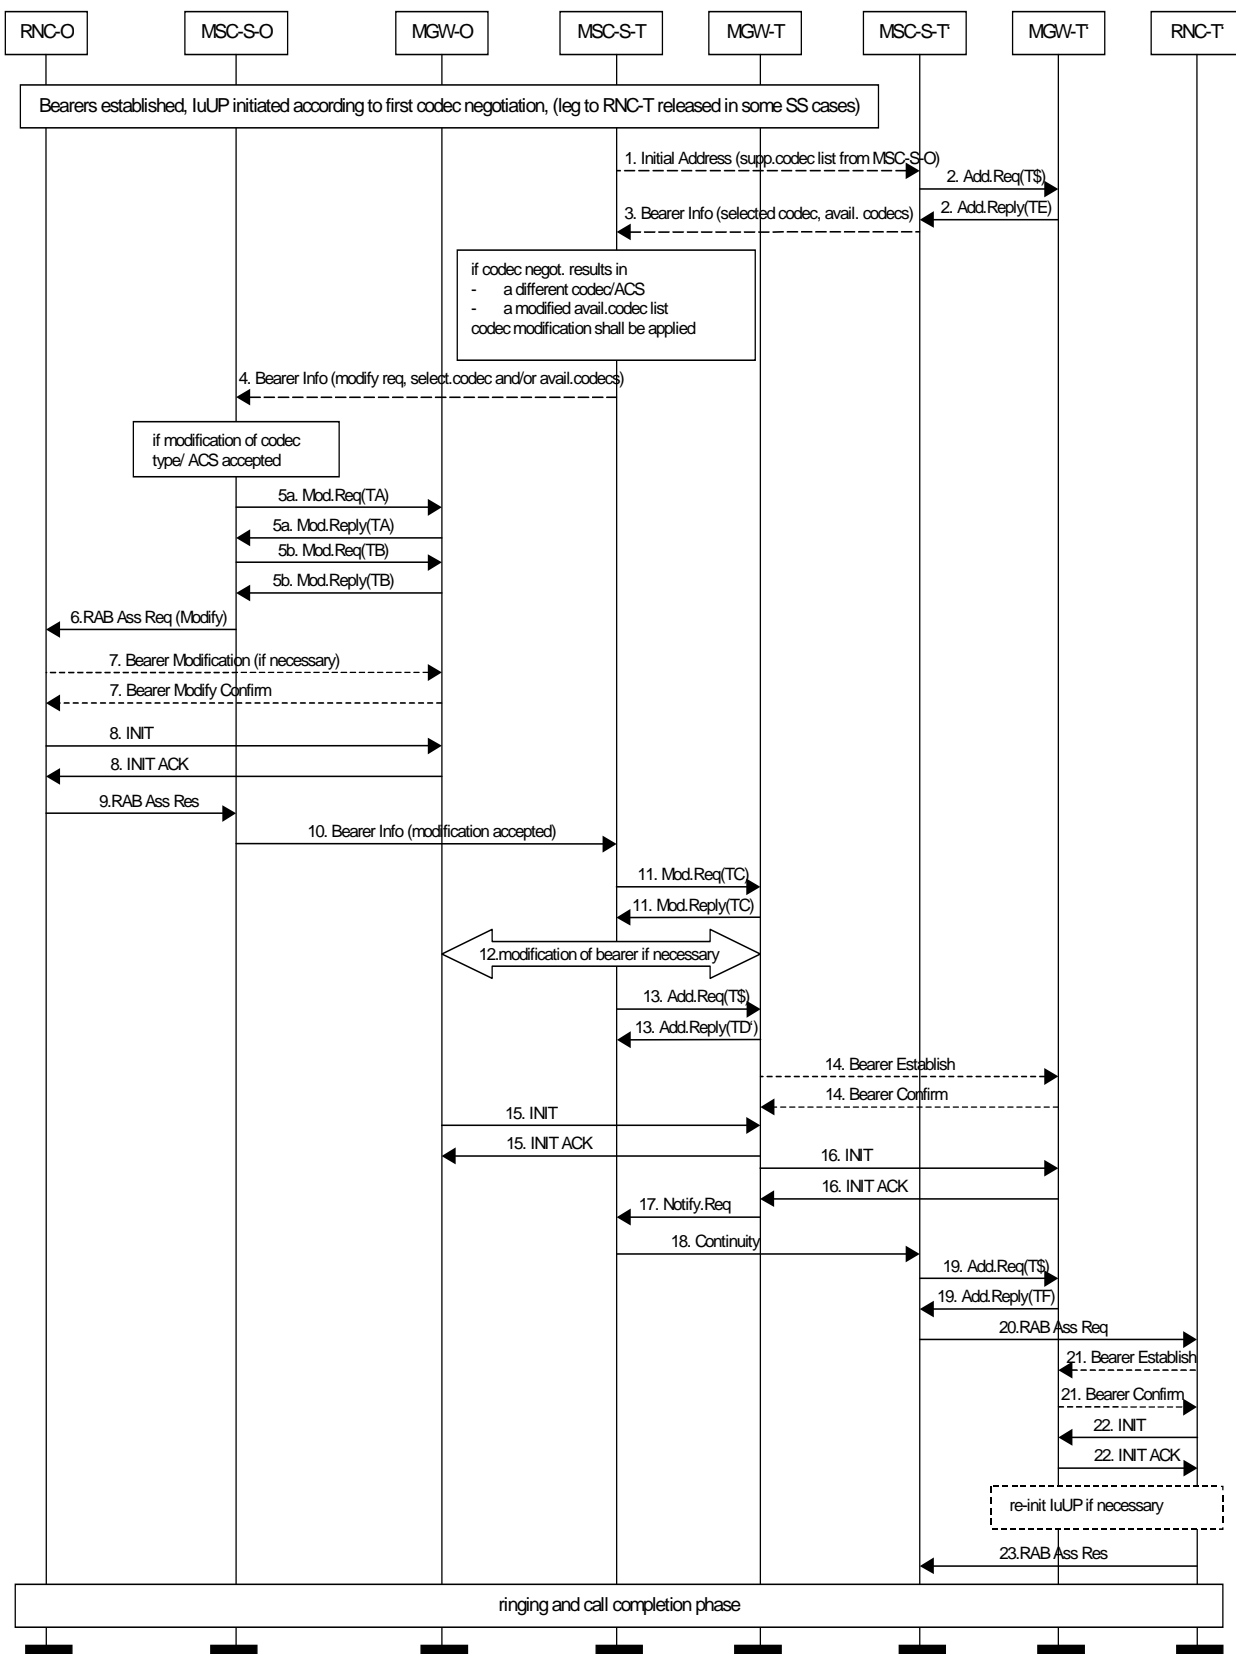 RNC-O
MSC-S-O
MGW-O
MSC-S-T
MGW-T
MSC-S-T'
MGW-T'
RNC-T'
Bearers established, IuUP initiated according to first codec negotiation, (leg to RNC-T released in some SS cases)
1. Initial Address (supp.codec list from MSC-S-O)
2. Add.Req(T$)
2. Add.Reply(TE)
3. Bearer Info (selected codec, avail. codecs)
if codec negot. results in
- a different codec/ACS
- a modified avail.codec list
codec modification shall be applied
4. Bearer Info (modify req, select.codec and/or avail.codecs)
if modification of codec
type/ ACS accepted
5a. Mod.Req(TA)
5a. Mod.Reply(TA)
5b. Mod.Req(TB)
5b. Mod.Reply(TB)
6.RAB Ass Req (Modify)
7. Bearer Modification (if necessary)
7. Bearer Modify Confirm
8. INIT
8. INIT ACK
9.RAB Ass Res
10. Bearer Info (modification accepted)
11. Mod.Req(TC)
11. Mod.Reply(TC)
12.modification of bearer if necessary
13. Add.Req(T$)
13. Add.Reply(TD')
14. Bearer Establish
14. Bearer Confirm
15. INIT
15. INIT ACK
16. INIT
16. INIT ACK
17. Notify.Req
18. Continuity
19. Add.Req(T$)
19. Add.Reply(TF)
20.RAB Ass Req
21. Bearer Establish
21. Bearer Confirm
22. INIT
22. INIT ACK
re-init IuUP if necessary
23.RAB Ass Res
ringing and call completion phase